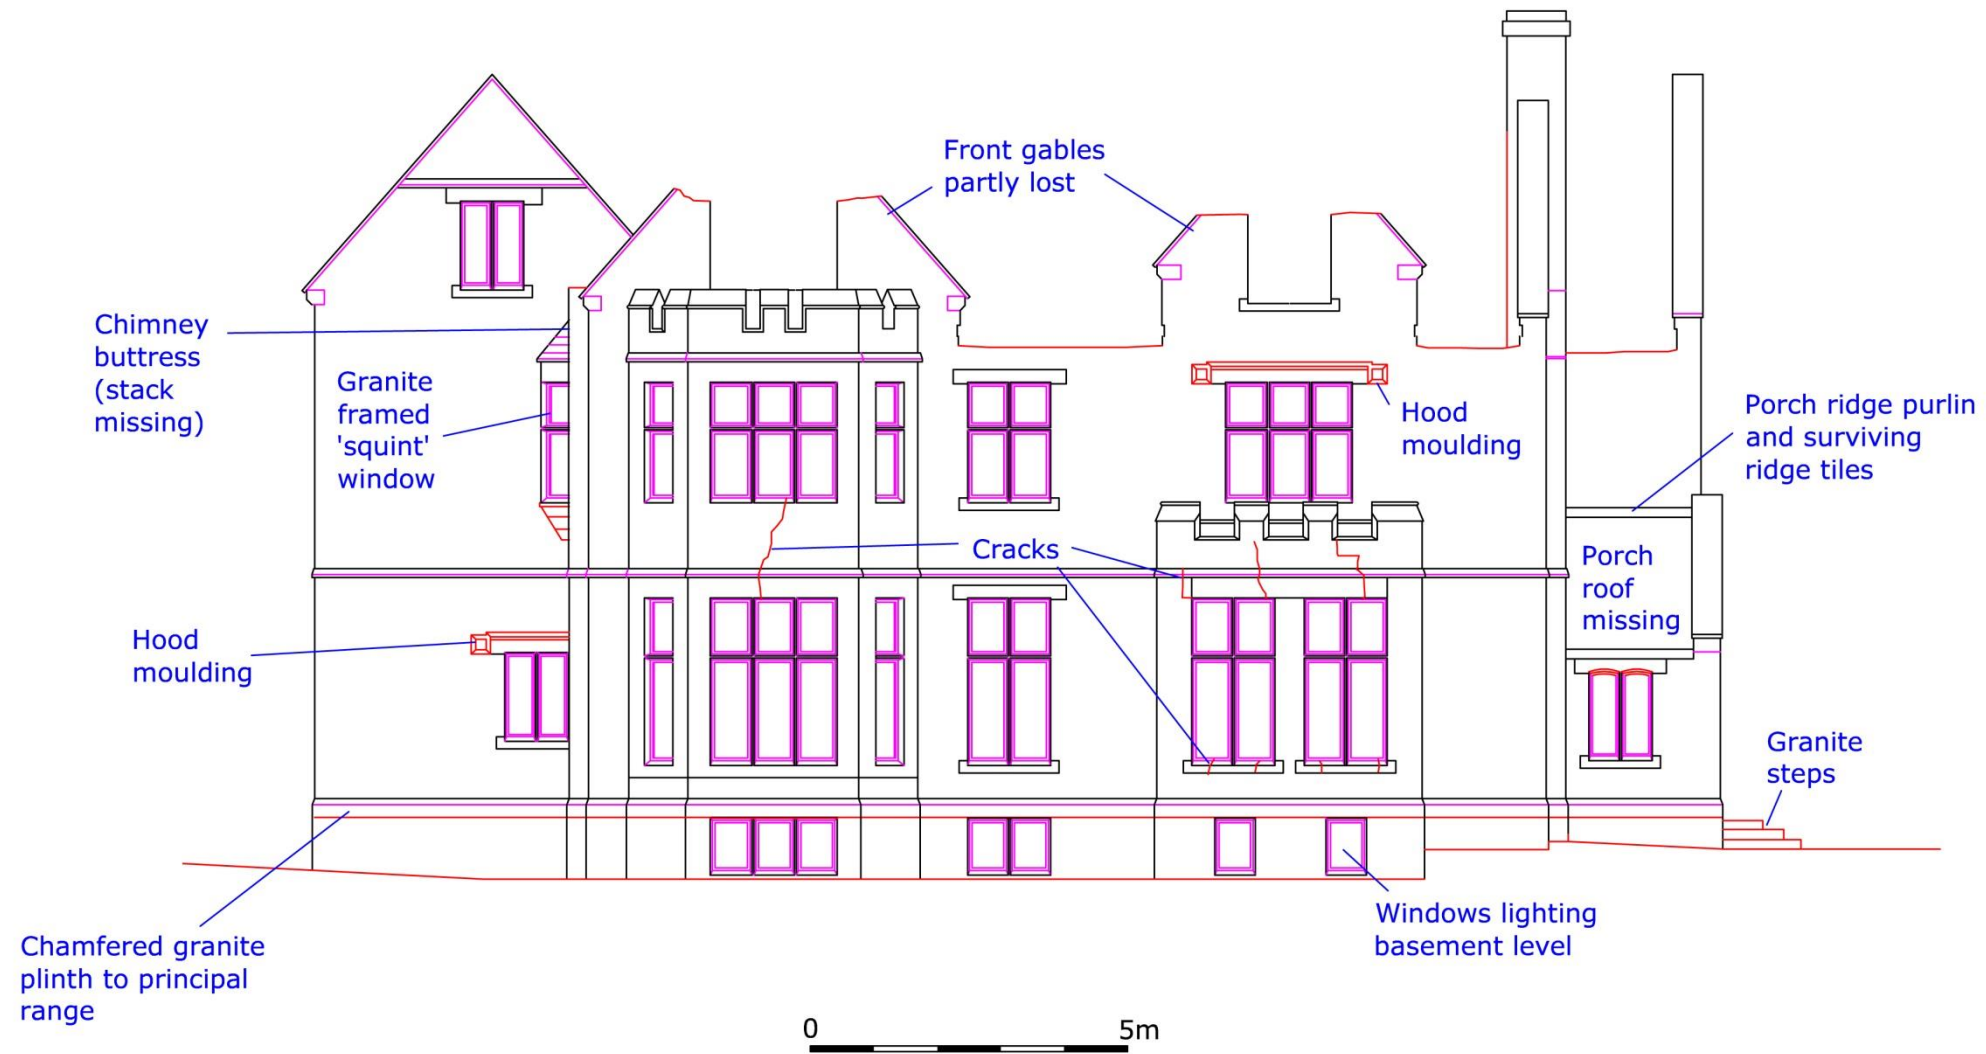 Front gables
partly lost
Chimney
buttress
(stack
missing)
Granite
framed
'squint'
window
Hood
moulding
Porch ridge purlin
and surviving
ridge tiles
Cracks
Porch
roof
missing
Hood
moulding
Granite
steps
Windows lighting
basement level
Chamfered granite
plinth to principal
range
0 5m